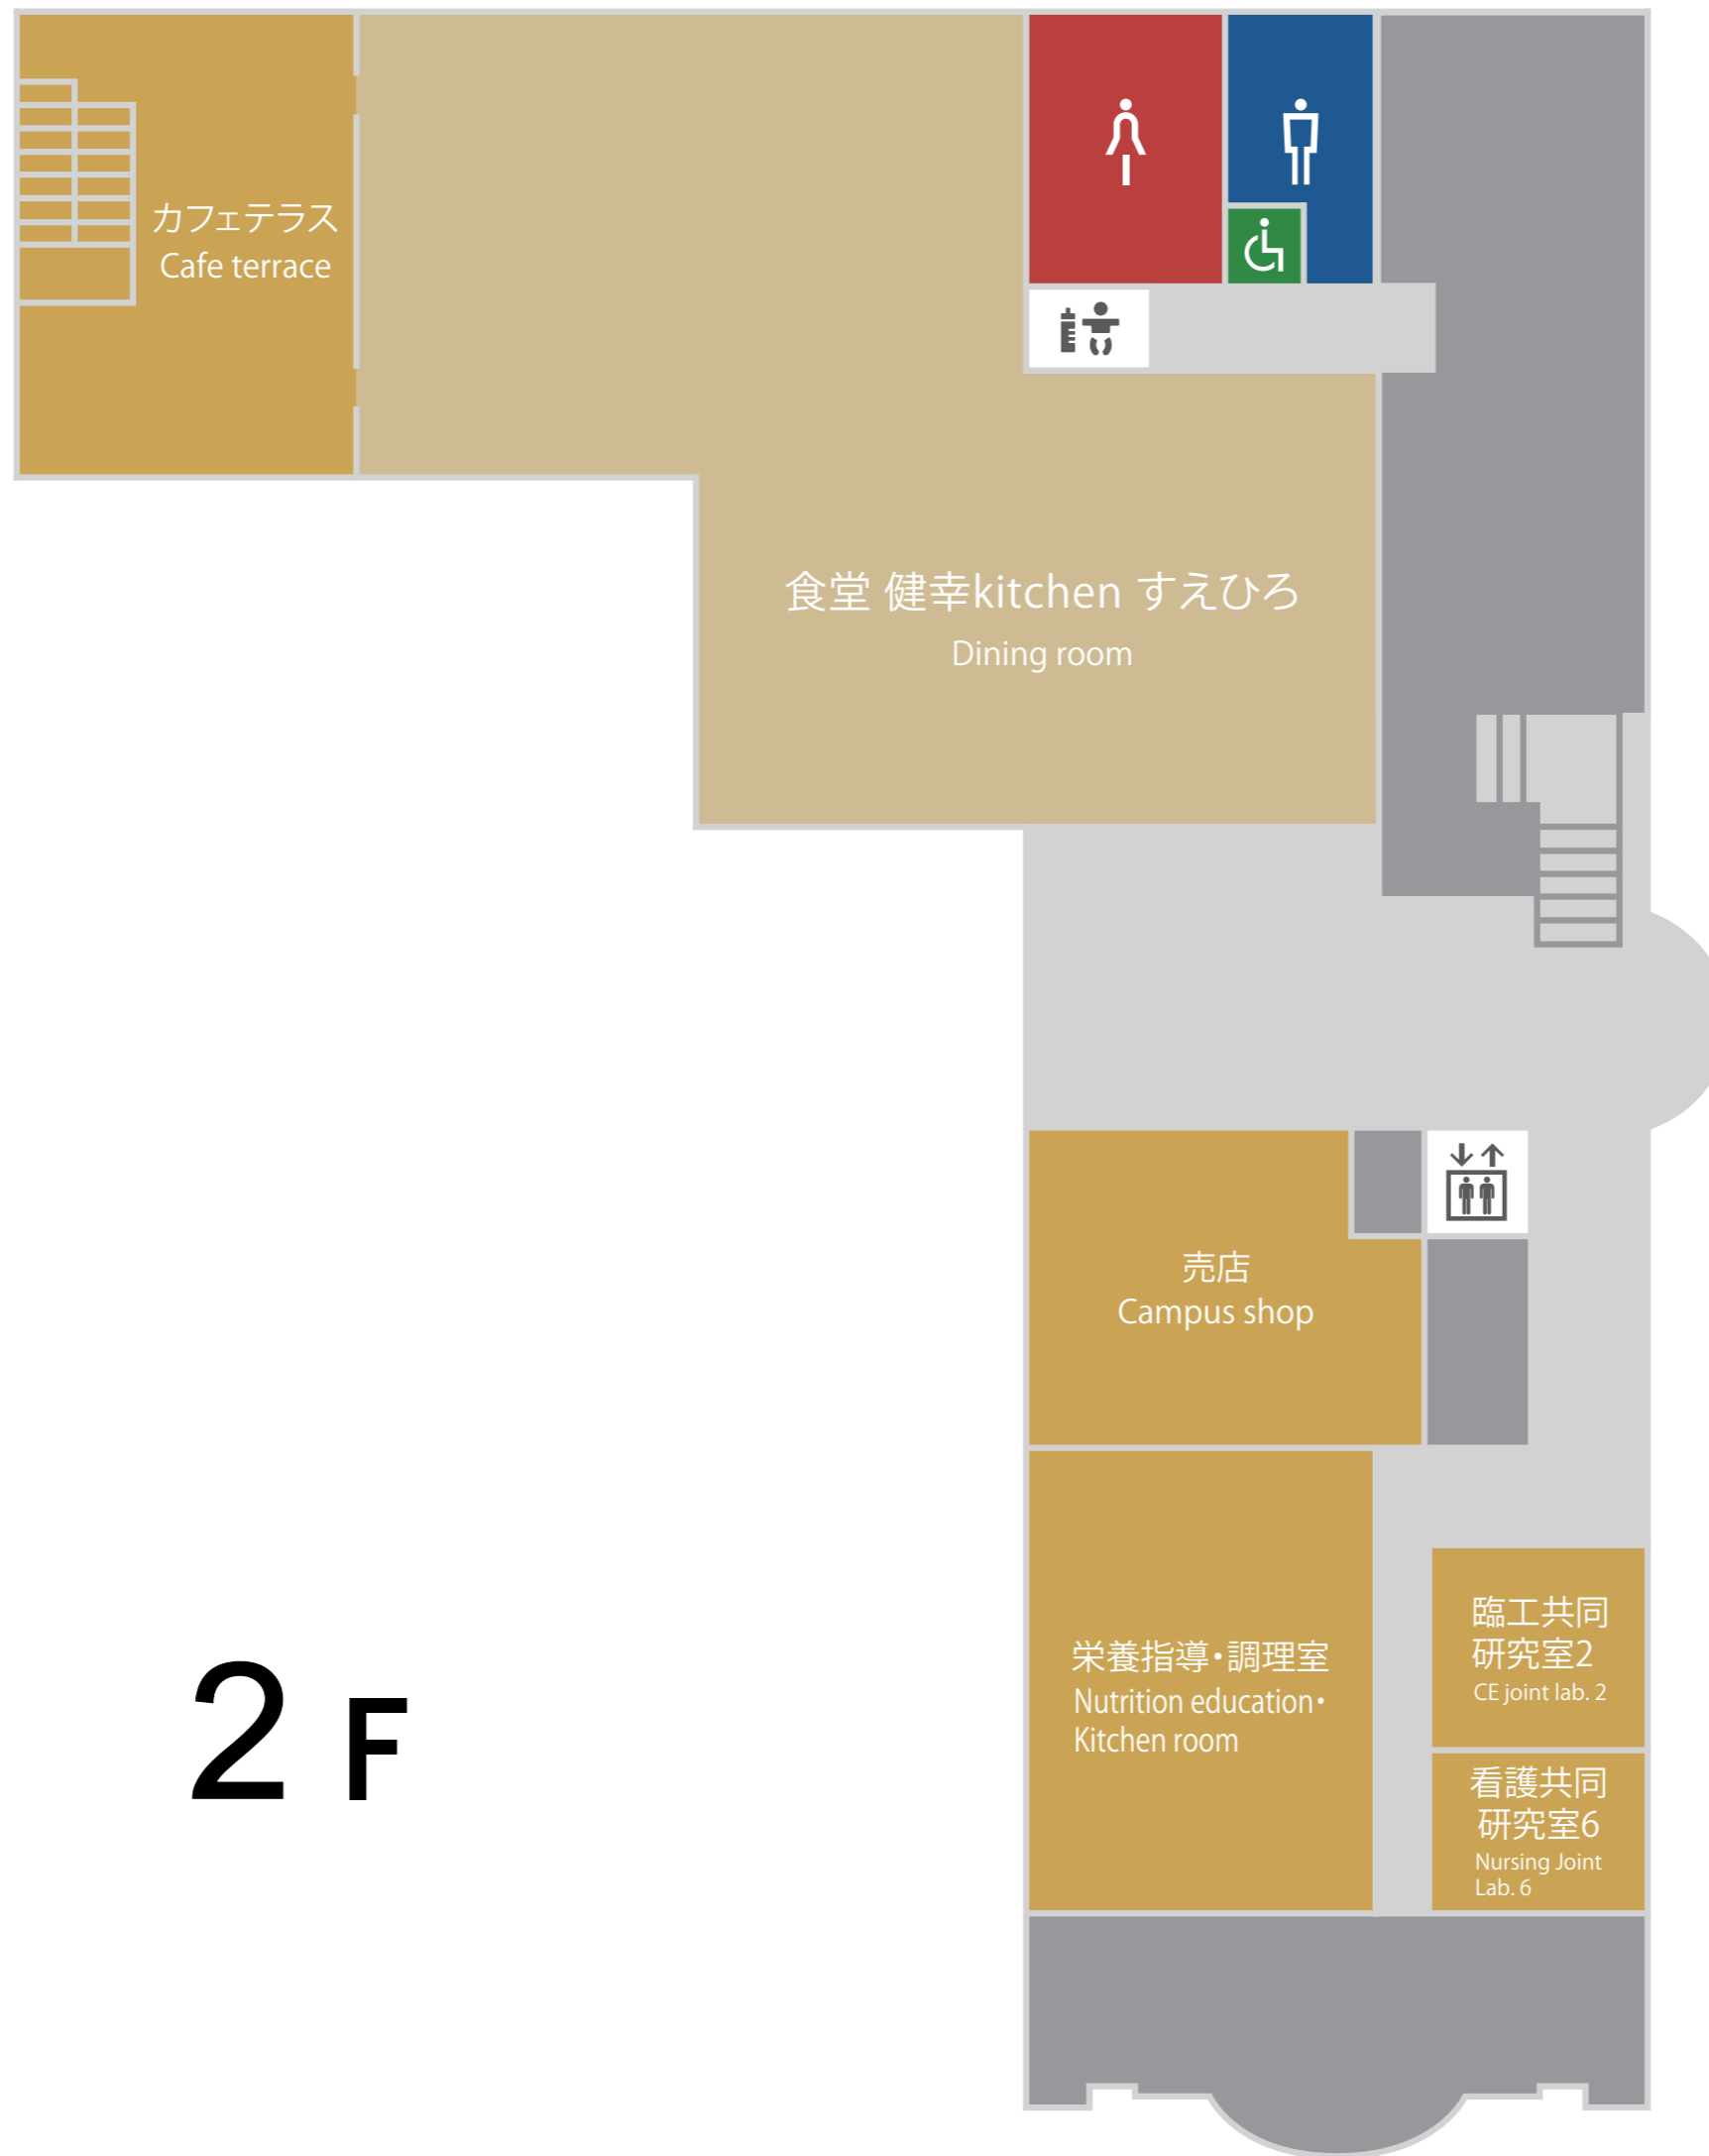 カフェテラス
Cafe terrace
食堂 健幸kitchen すえひろ
Dining room
売店
Campus shop
栄養指導・調理室
Nutrition education・
Kitchen room
臨工共同
研究室2
CE joint lab. 2
看護共同
研究室6
Nursing Joint
Lab. 6
2 F